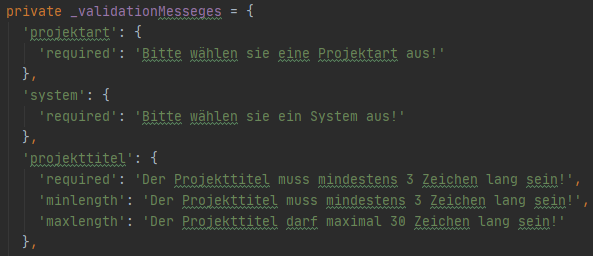 private _validationMesseges = {
'projektart': {
'required': 'Bitte wählen sie eine Projektart aus!'
},
'system': {
'required': 'Bitte wählen sie ein System aus!'
},
'projekttitel': {
'required': 'Der Projekttitel muss mindestens 3 Zeichen lang sein!',
'minlength': 'Der Projekttitel muss mindestens 3 Zeichen lang sein!',
'maxlength': 'Der Projekttitel darf maximal 30 Zeichen lang sein!'
},